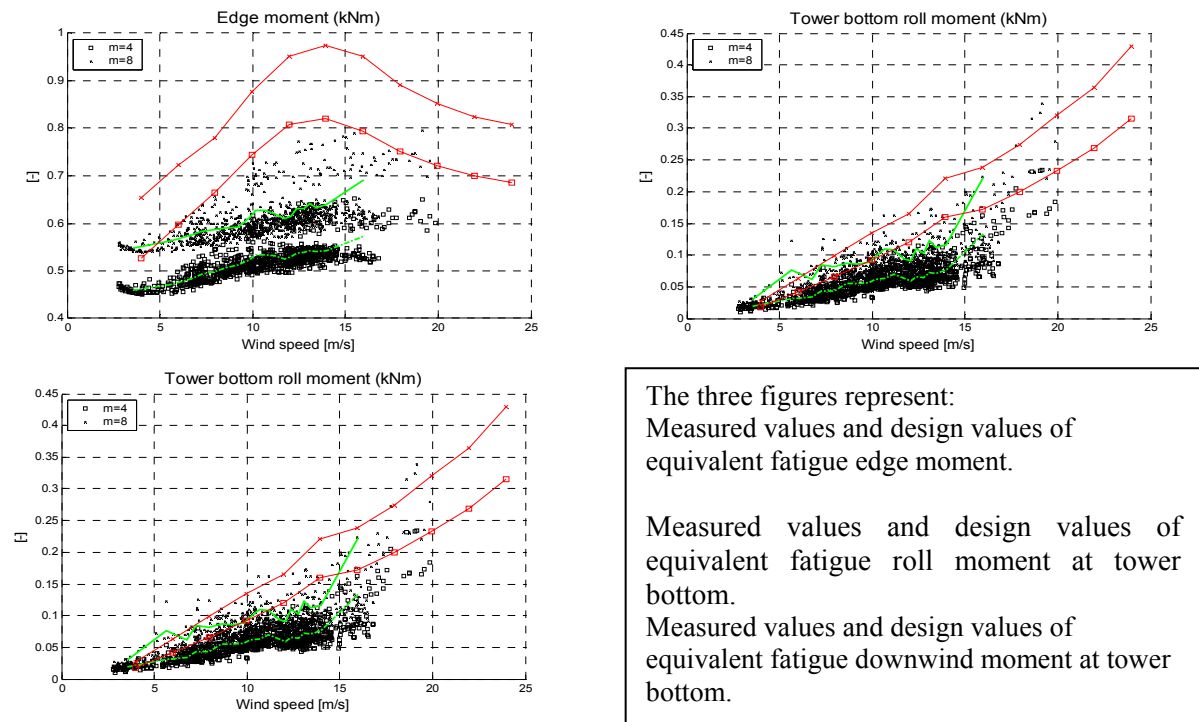 Edge moment (kNm)
1
0.9
0.8
0.7
0.6
0.5
0.4
[-]
m=4
m=8
0
5
10
15
20
25
Wind speed [m/s]
Tower bottom roll moment (kNm)
0.45
0.4
0.35
0.3
0.25
0.2
0.15
0.1
0.05
0
[-]
m=4
m=8
0
5
10
15
20
25
Wind speed [m/s]
Tower bottom roll moment (kNm)
0.45
0.4
0.35
0.3
0.25
0.2
0.15
0.1
0.05
0
[-]
m=4
m=8
0
5
10
15
20
25
Wind speed [m/s]
The three figures represent:
Measured values and design values of
equivalent fatigue edge moment.
Measured values and design values of
equivalent fatigue roll moment at tower
bottom.
Measured values and design values of
equivalent fatigue downwind moment at tower
bottom.